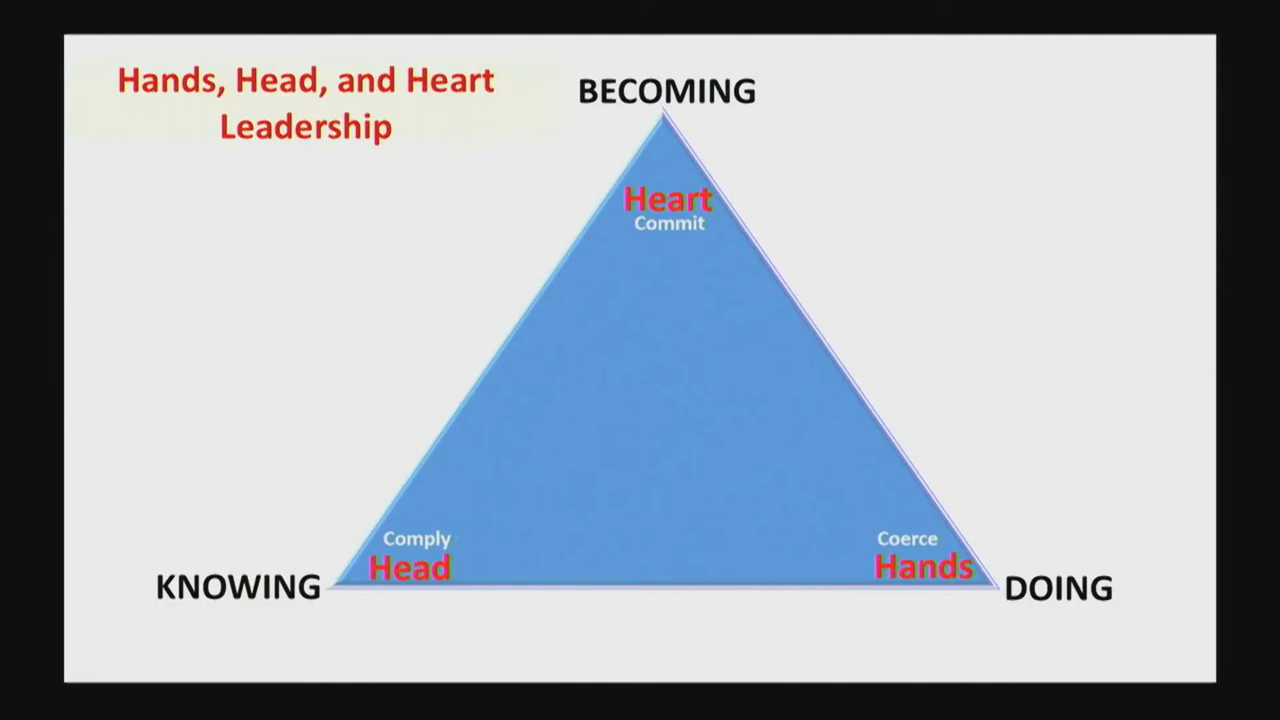 Hands, Head, and Heart
Leadership
BECOMING
Heart
Commit
Comply
Head
Coerce
Hands
KNOWING
DOING